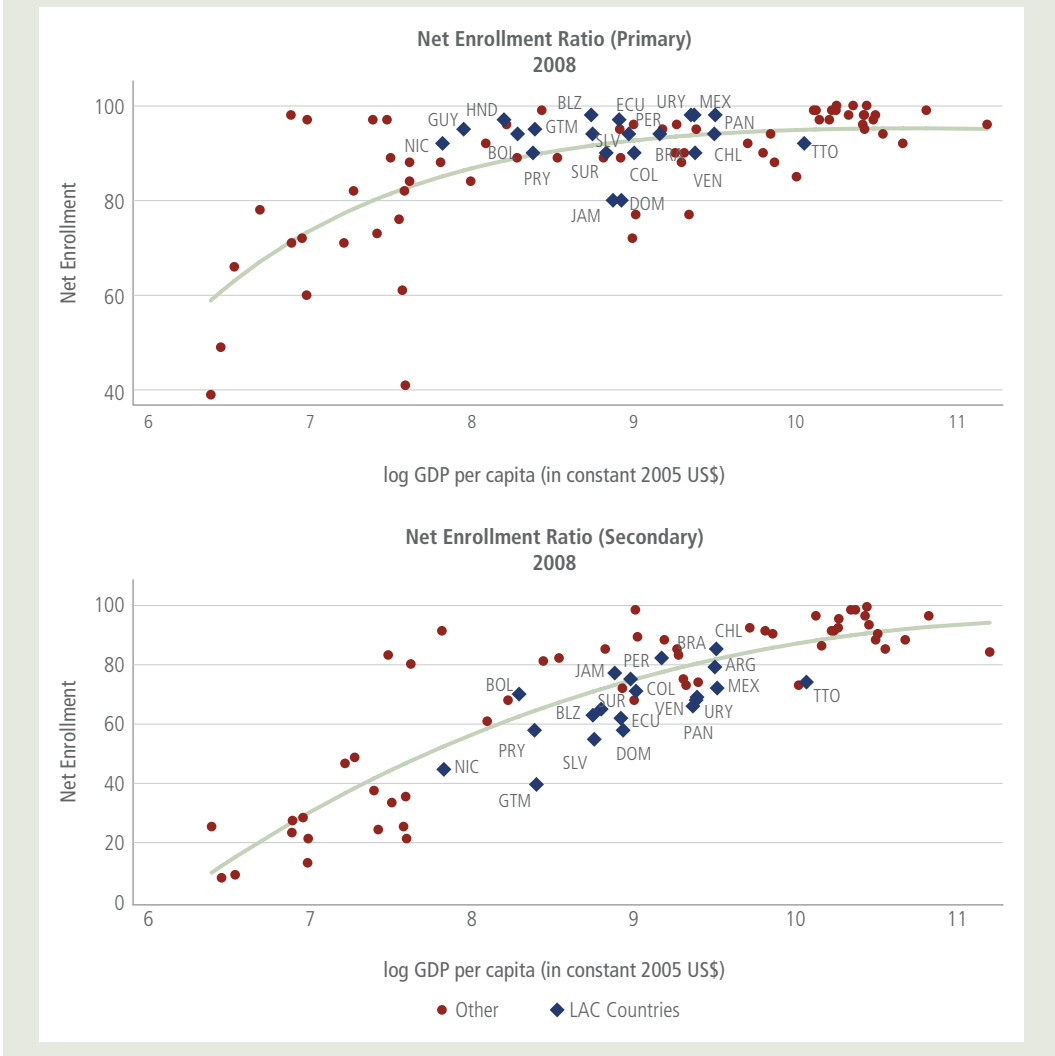 Net Enrollment Ratio (Primary)
2008
Net Enrollment
100
80
60
40
BLZ ECU URY MEX
HND
GUY GTM PER PAN
NIC BOL SLV BRA CHL TTO
PRY SUR COL VEN
JAM DOM
6 7 8 9 10 11
log GDP per capita (in constant 2005 US$)
Net Enrollment Ratio (Secondary)
2008
Net Enrollment
100
80
60
40
20
0
CHL
BRA
JAM PER ARG
BOL SUR COL MEX TTO
BLZ ECU VEN URY
PRY SLV DOM PAN
NIC
GTM
6 7 8 9 10 11
log GDP per capita (in constant 2005 US$)
Other LAC Countries